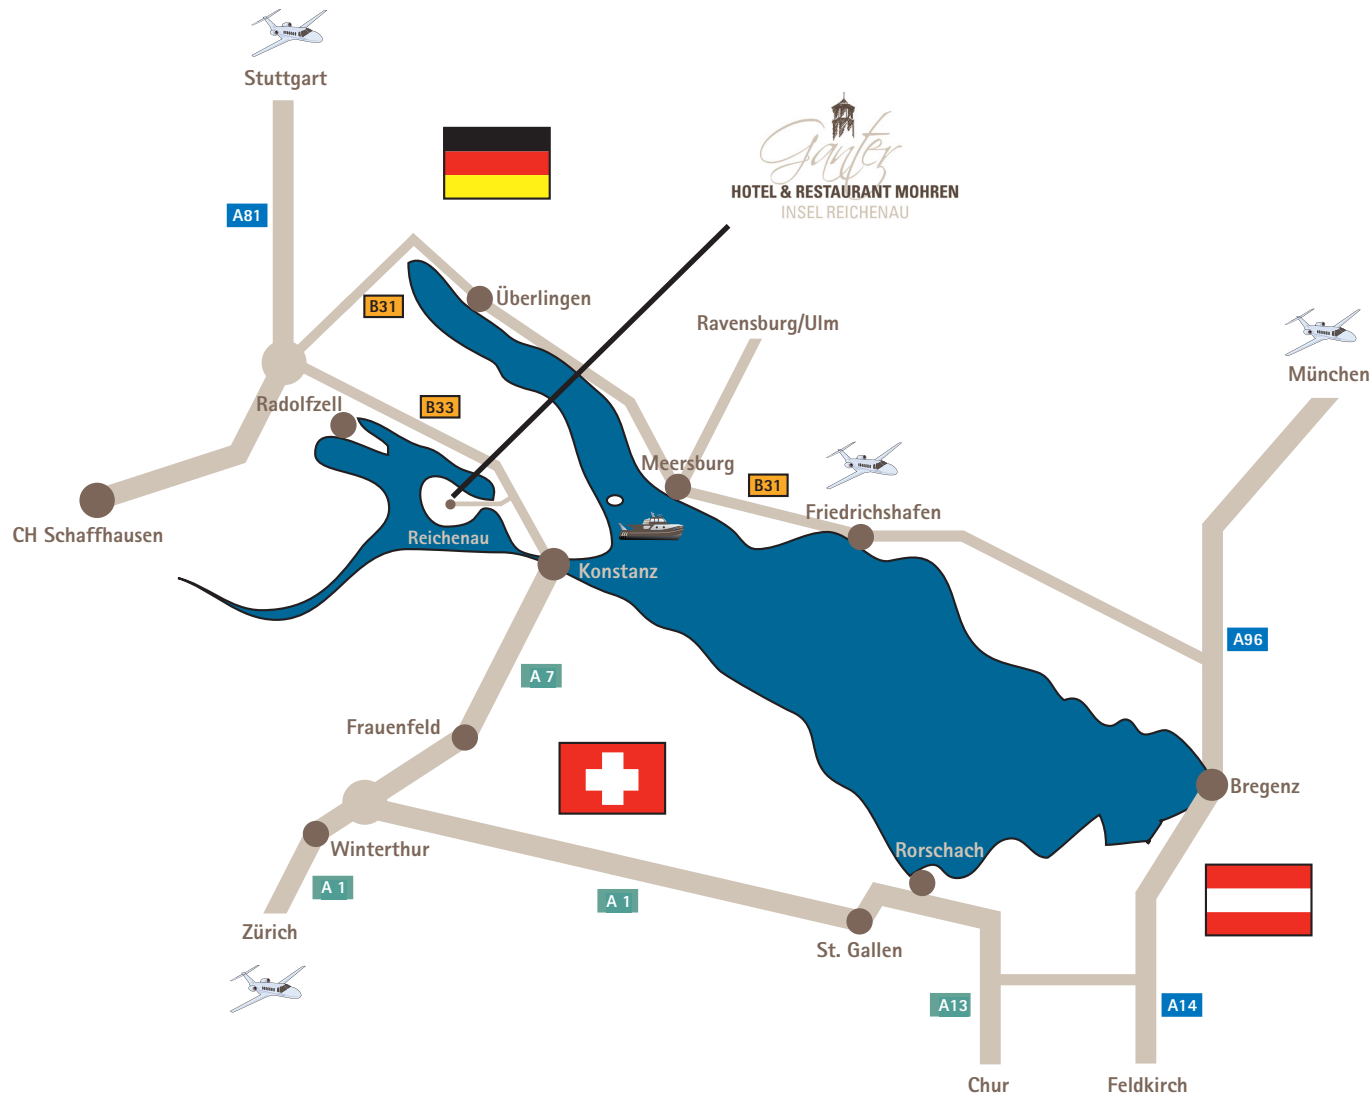 Stuttgart
Ganter
HOTEL & RESTAURANT MOHREN
INSEL REICHENAU
A81
B31
Überlingen
Ravensburg/Ulm
München
Radolfzell
B33
Meersburg
B31
Friedrichshafen
CH Schaffhausen
Reichenau
Konstanz
A96
A 7
Frauenfeld
Bregenz
Winterthur
Rorschach
A 1
A 1
Zürich
St. Gallen
A13
A14
Chur
Feldkirch